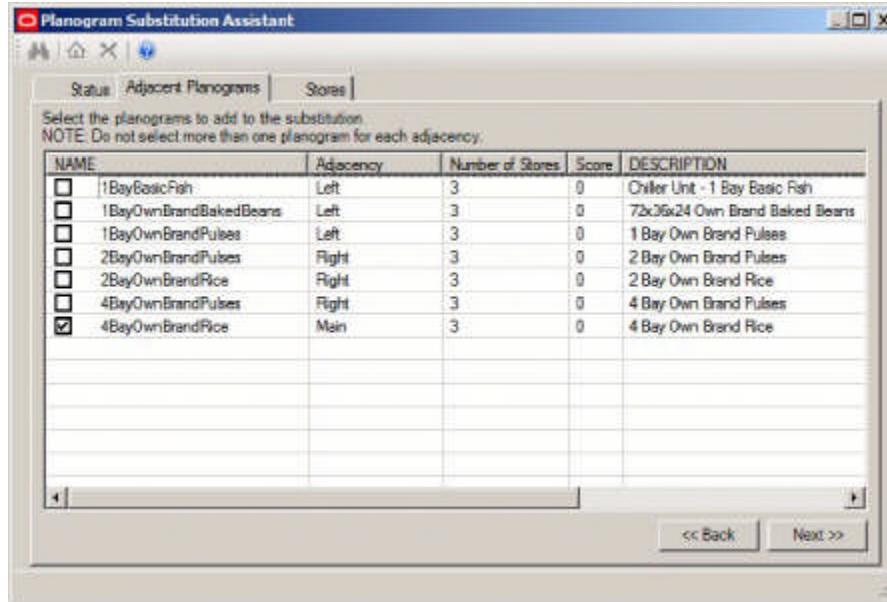 Planogram Substitution Assistant
Status Adjacent Planograms Stores
Select the planograms to add to the substitution.
NOTE: Do not select more than one planogram for each adjacency.
NAME Adjacency Number of Stores Score DESCRIPTION
1BayBasicFish Left 3 0 Chiller Unit - 1 Bay Basic Fish
1BayOwnBrandBakedBeans Left 3 0 72x36x24 Own Brand Baked Beans
1BayOwnBrandPulses Left 3 0 1 Bay Own Brand Pulses
2BayOwnBrandPulses Right 3 0 2 Bay Own Brand Pulses
2BayOwnBrandRice Right 3 0 2 Bay Own Brand Rice
4BayOwnBrandPulses Right 3 0 4 Bay Own Brand Pulses
4BayOwnBrandRice Main 3 0 4 Bay Own Brand Rice
<< Back Next >>